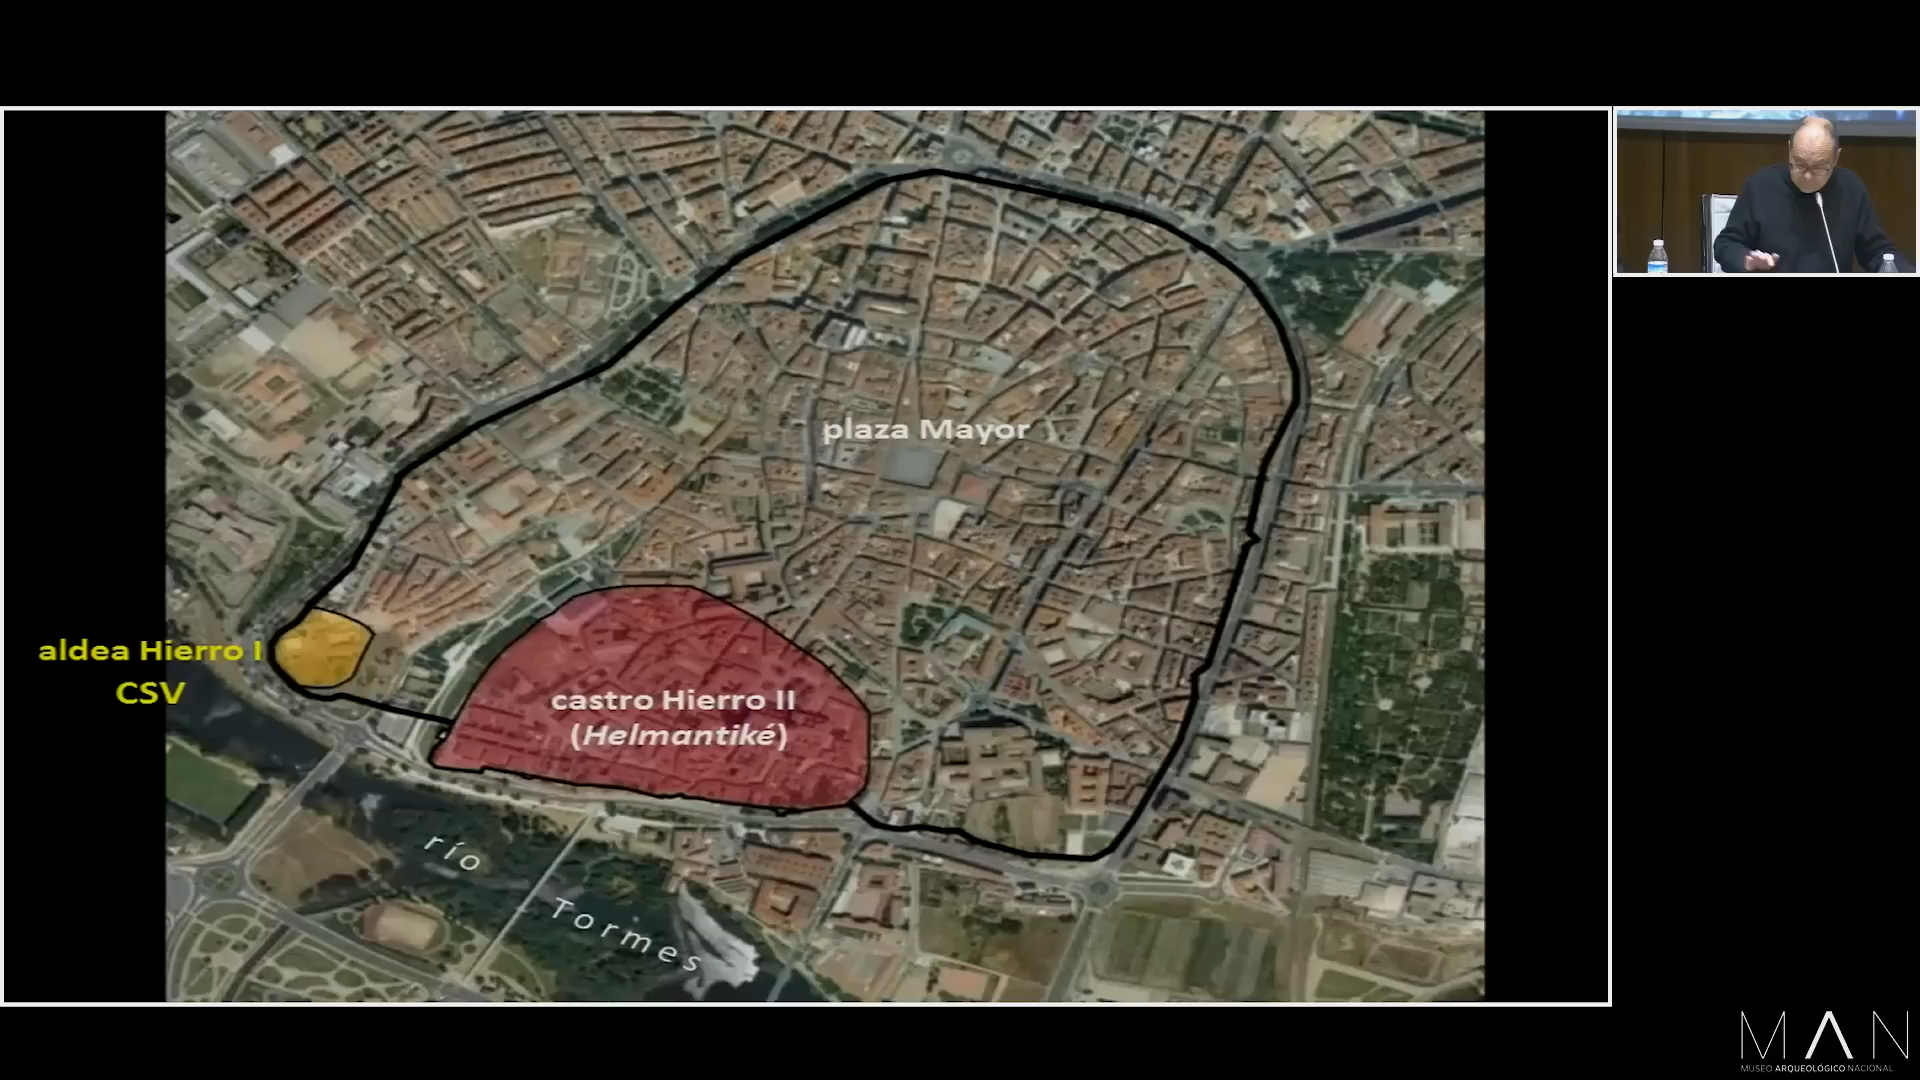 plaza Mayor
aldea Hierro I
CSV
castro Hierro II
(Helmantiké)
río
Tormes
MAN
MUSEO ARQUEOLÓGICO NACIONAL